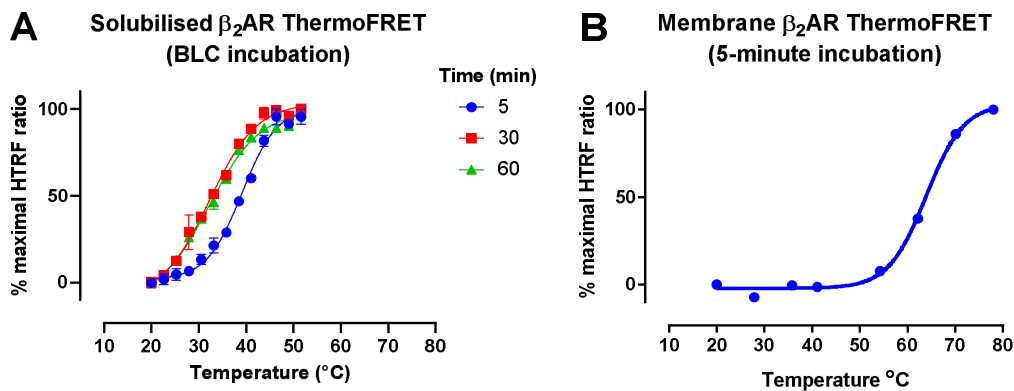 A
Solubilised β₂AR ThermoFRET
(BLC incubation)
Time (min)
5
30
60
% maximal HTRF ratio
100
50
0
10 20 30 40 50 60 70 80
Temperature (°C)
B
Membrane β₂AR ThermoFRET
(5-minute incubation)
% maximal HTRF ratio
100
50
0
10 20 30 40 50 60 70 80
Temperature ᵒC